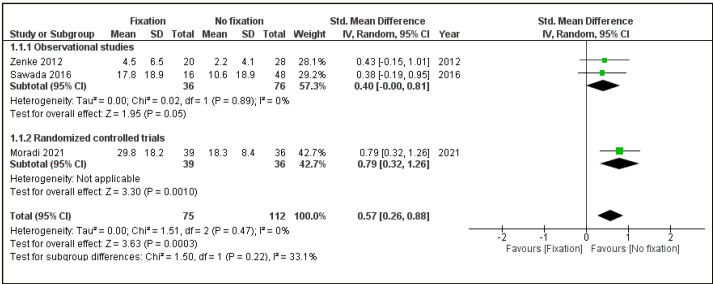 Fixation No fixation Std. Mean Difference Std. Mean Difference
Study or Subgroup Mean SD Total Mean SD Total Weight IV, Random, 95% CI Year IV, Random, 95% CI
1.1.1 Observational studies
Zenke 2012 4.5 6.5 20 2.2 4.1 28 28.1% 0.43 [-0.15, 1.01] 2012
Sawada 2016 17.8 18.9 16 10.6 18.9 48 29.2% 0.38 [-0.19, 0.95] 2016
Subtotal (95% CI) 36 76 57.3% 0.40 [-0.00, 0.81]
Heterogeneity: Tau² = 0.00; Chi² = 0.02, df = 1 (P = 0.89); I² = 0%
Test for overall effect: Z = 1.95 (P = 0.05)
1.1.2 Randomized controlled trials
Moradi 2021 29.8 18.2 39 18.3 8.4 36 42.7% 0.79 [0.32, 1.26] 2021
Subtotal (95% CI) 39 36 42.7% 0.79 [0.32, 1.26]
Heterogeneity: Not applicable
Test for overall effect: Z = 3.30 (P = 0.0010)
Total (95% CI) 75 112 100.0% 0.57 [0.26, 0.88]
Heterogeneity: Tau² = 0.00; Chi² = 1.51, df = 2 (P = 0.47); I² = 0%
Test for overall effect: Z = 3.63 (P = 0.0003)
Test for subgroup differences: Chi² = 1.50, df = 1 (P = 0.22), I² = 33.1%
-2 -1 0 1 2
Favours [Fixation] Favours [No fixation]